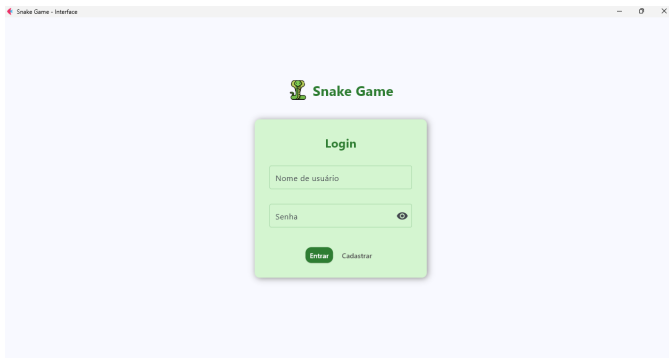 Snake Game - Interface
Snake Game
Login
Nome de usuário
Senha
Entrar Cadastrar